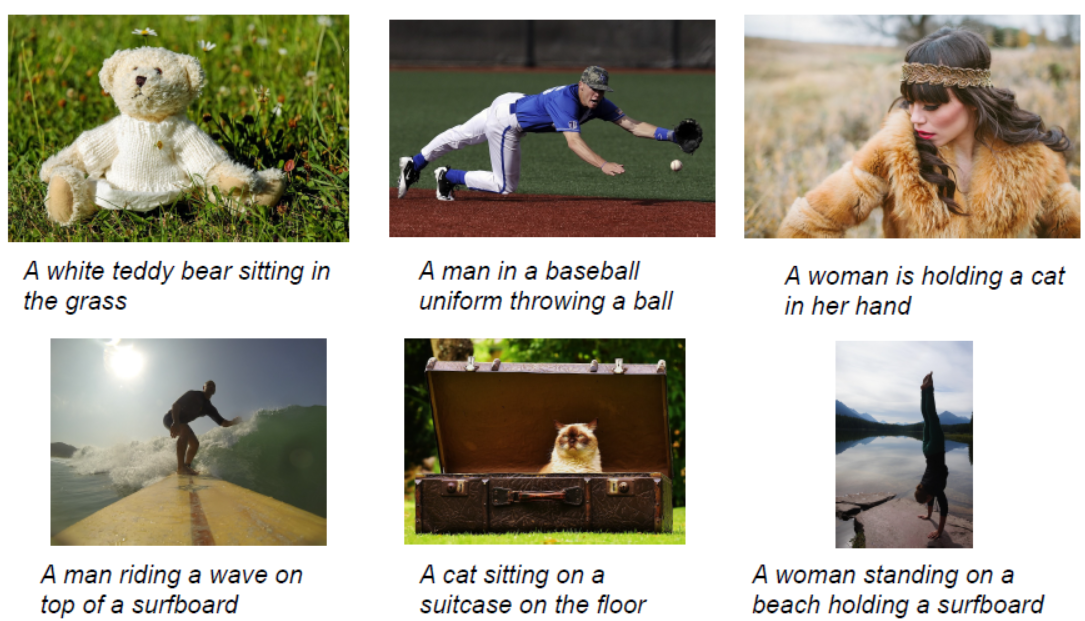 A white teddy bear sitting in
the grass
A man in a baseball
uniform throwing a ball
A woman is holding a cat
in her hand
A man riding a wave on
top of a surfboard
A cat sitting on a
suitcase on the floor
A woman standing on a
beach holding a surfboard